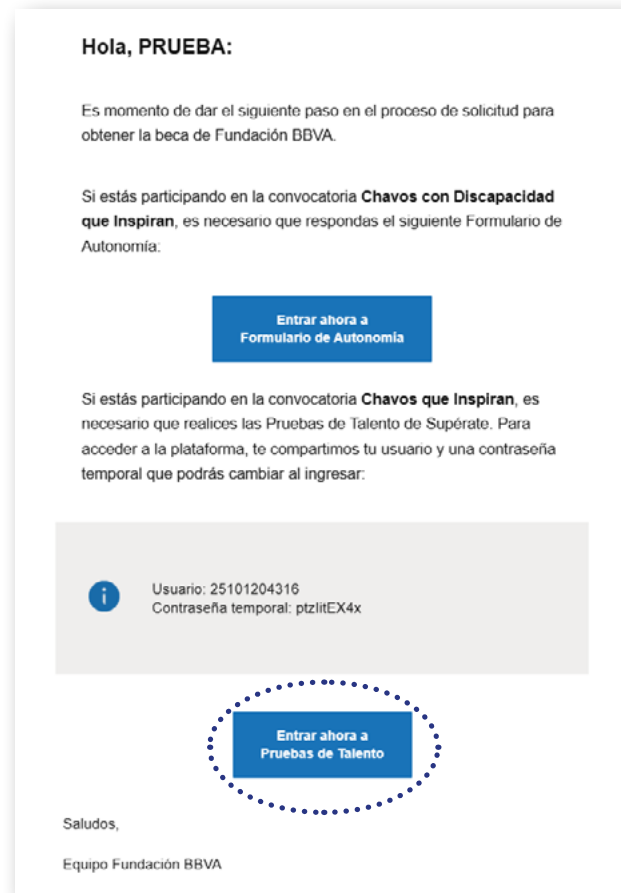 Hola, PRUEBA:
Es momento de dar el siguiente paso en el proceso de solicitud para
obtener la beca de Fundación BBVA.
Si estás participando en la convocatoria Chavos con Discapacidad
que Inspiran, es necesario que respondas el siguiente Formulario de
Autonomía:
Entrar ahora a
Formulario de Autonomía
Si estás participando en la convocatoria Chavos que Inspiran, es
necesario que realices las Pruebas de Talento de Supérate. Para
acceder a la plataforma, te compartimos tu usuario y una contraseña
temporal que podrás cambiar al ingresar:
i
Usuario: 25101204316
Contraseña temporal: ptzlitEX4x
Entrar ahora a
Pruebas de Talento
Saludos,
Equipo Fundación BBVA